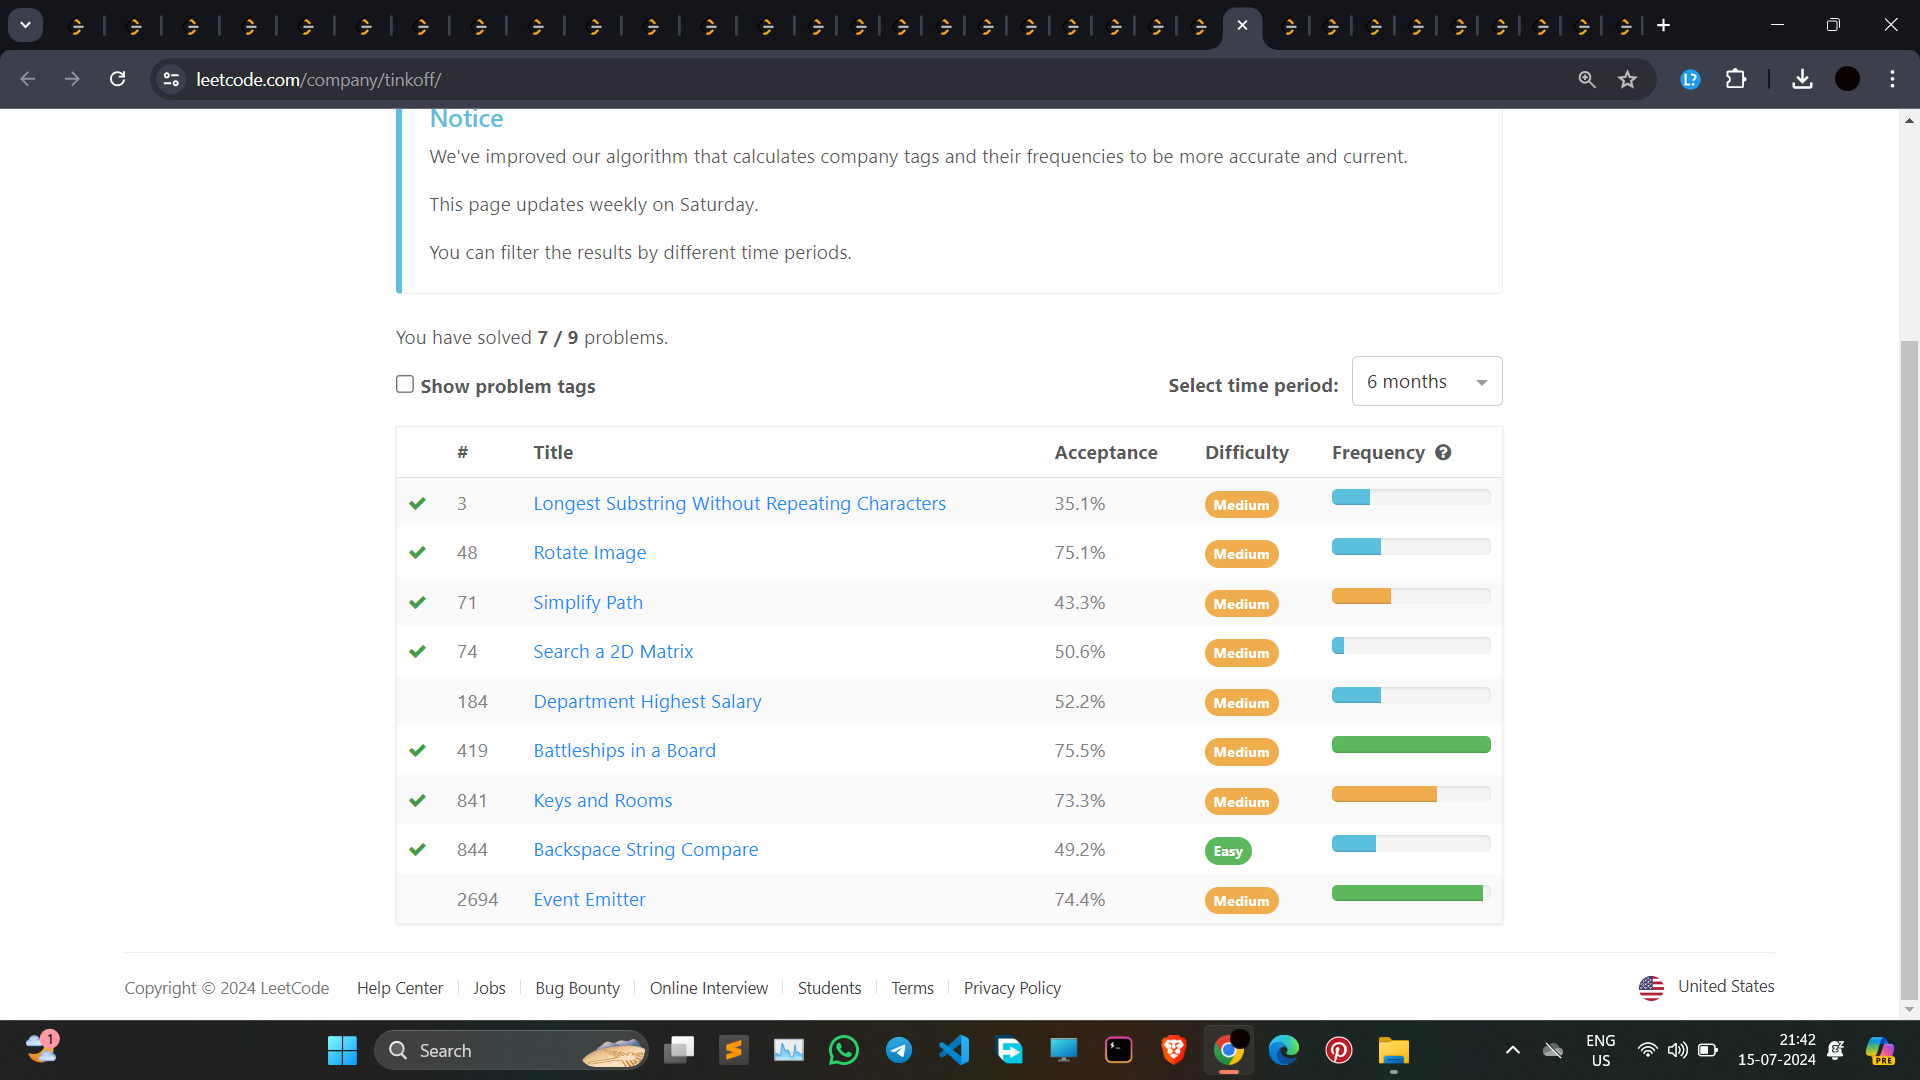 leetcode.com/company/tinkoff/
L?
Notice
We've improved our algorithm that calculates company tags and their frequencies to be more accurate and current.
This page updates weekly on Saturday.
You can filter the results by different time periods.
You have solved 7 / 9 problems.
Show problem tags
Select time period: 6 months
# Title Acceptance Difficulty Frequency ?
3 Longest Substring Without Repeating Characters 35.1% Medium
48 Rotate Image 75.1% Medium
71 Simplify Path 43.3% Medium
74 Search a 2D Matrix 50.6% Medium
184 Department Highest Salary 52.2% Medium
419 Battleships in a Board 75.5% Medium
841 Keys and Rooms 73.3% Medium
844 Backspace String Compare 49.2% Easy
2694 Event Emitter 74.4% Medium
Copyright © 2024 LeetCode Help Center Jobs Bug Bounty Online Interview Students Terms Privacy Policy United States
1
Search
ENG
US
21:42
15-07-2024
PRE